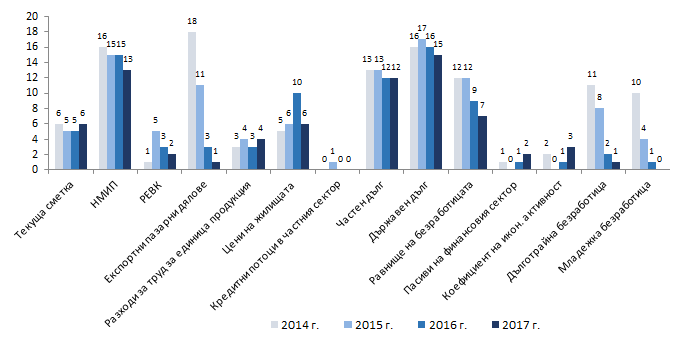 20
18
16
14
12
10
8
6
4
2
0
6 5 5 6
16 15 15 13
1 5 3 2
18 11 3 1
3 4 3 4
5 6 10 6
0 1 0 0
13 13 12 12
16 17 16 15
12 12 9 7
1 0 1 2
2 0 1 3
11 8 2 1
10 4 1 0
Текуща сметка
НМИП
РЕВК
Експортни пазарни дялове
Разходи за труд за единица продукция
Цени на жилищата
Кредитни потоци в частния сектор
Частен дълг
Държавен дълг
Равнище на безработицата
Пасиви на финансовия сектор
Коефициент на икон. активност
Дълготрайна безработица
Младежка безработица
2014 г. 2015 г. 2016 г. 2017 г.